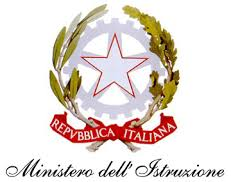 REPVBBLICA ITALIANA
Ministero dell' Istruzione